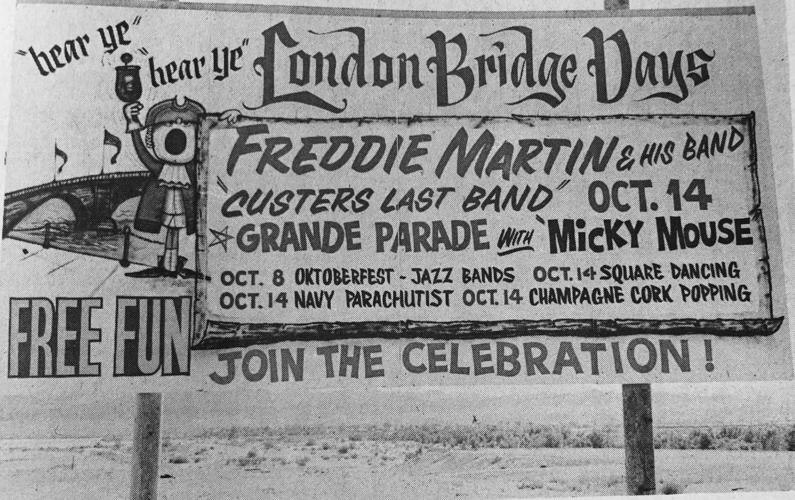 "hear ye" "hear ye" London Bridge Days
FREDDIE MARTIN & HIS BAND
"CUSTERS LAST BAND" OCT. 14
GRANDE PARADE WITH "MICKY MOUSE"
OCT. 8 OKTOBERFEST - JAZZ BANDS OCT. 14 SQUARE DANCING
OCT. 14 NAVY PARACHUTIST OCT. 14 CHAMPAGNE CORK POPPING
FREE FUN
JOIN THE CELEBRATION!